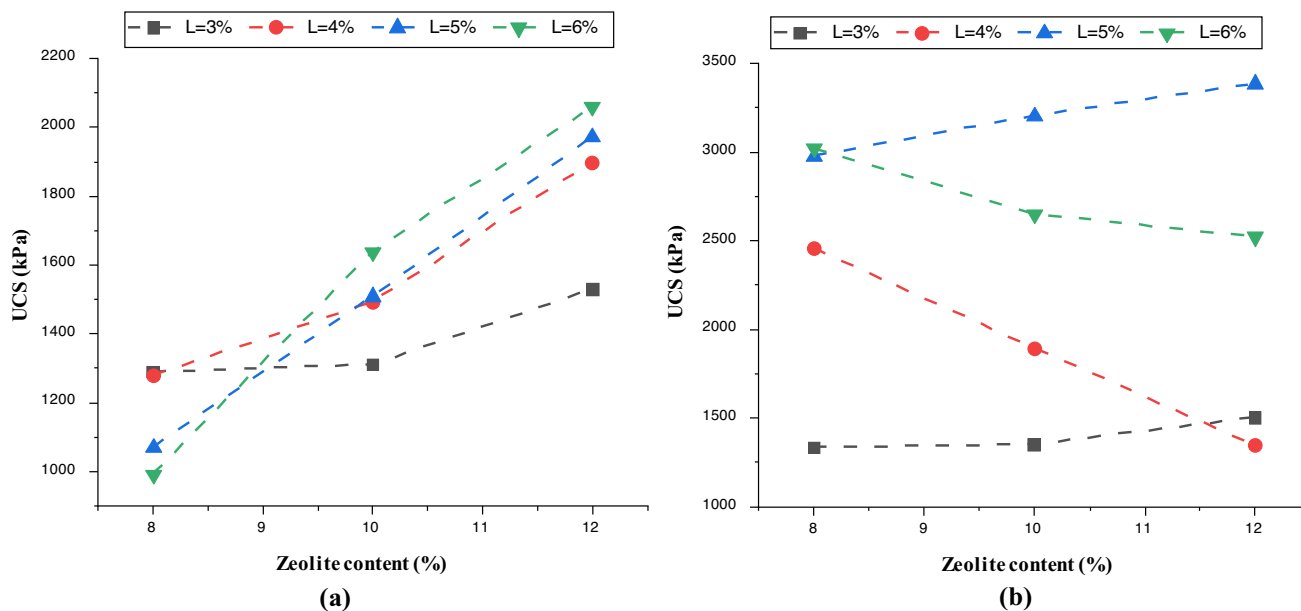 L=3% L=4% L=5% L=6%
2200
2000
1800
1600
1400
1200
1000
UCS (kPa)
8 9 10 11 12
Zeolite content (%)
(a)
L=3% L=4% L=5% L=6%
3500
3000
2500
2000
1500
1000
UCS (kPa)
8 9 10 11 12
Zeolite content (%)
(b)